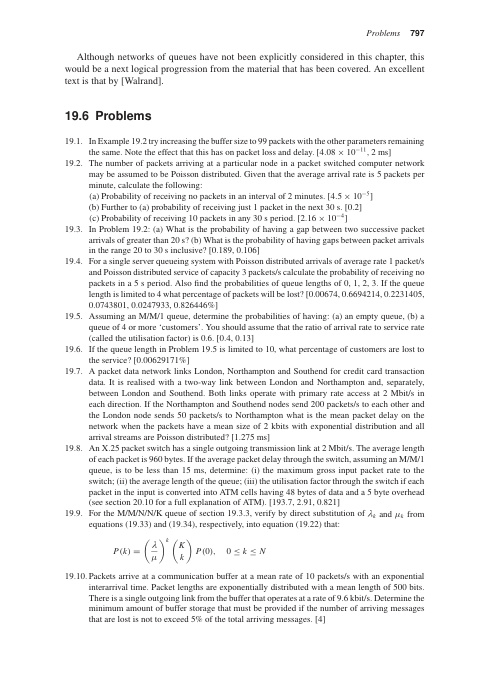 Problems 797
Although networks of queues have not been explicitly considered in this chapter, this
would be a next logical progression from the material that has been covered. An excellent
text is that by [Walrand].
19.6 Problems
19.1. In Example 19.2 try increasing the buffer size to 99 packets with the other parameters remaining
the same. Note the effect that this has on packet loss and delay. [4.08 × 10⁻¹¹, 2 ms]
19.2. The number of packets arriving at a particular node in a packet switched computer network
may be assumed to be Poisson distributed. Given that the average arrival rate is 5 packets per
minute, calculate the following:
(a) Probability of receiving no packets in an interval of 2 minutes. [4.5 × 10⁻⁵]
(b) Further to (a) probability of receiving just 1 packet in the next 30 s. [0.2]
(c) Probability of receiving 10 packets in any 30 s period. [2.16 × 10⁻⁴]
19.3. In Problem 19.2: (a) What is the probability of having a gap between two successive packet
arrivals of greater than 20 s? (b) What is the probability of having gaps between packet arrivals
in the range 20 to 30 s inclusive? [0.189, 0.106]
19.4. For a single server queueing system with Poisson distributed arrivals of average rate 1 packet/s
and Poisson distributed service of capacity 3 packets/s calculate the probability of receiving no
packets in a 5 s period. Also find the probabilities of queue lengths of 0, 1, 2, 3. If the queue
length is limited to 4 what percentage of packets will be lost? [0.00674, 0.6694214, 0.2231405,
0.0743801, 0.0247933, 0.826446%]
19.5. Assuming an M/M/1 queue, determine the probabilities of having: (a) an empty queue, (b) a
queue of 4 or more ‘customers’. You should assume that the ratio of arrival rate to service rate
(called the utilisation factor) is 0.6. [0.4, 0.13]
19.6. If the queue length in Problem 19.5 is limited to 10, what percentage of customers are lost to
the service? [0.00629171%]
19.7. A packet data network links London, Northampton and Southend for credit card transaction
data. It is realised with a two-way link between London and Northampton and, separately,
between London and Southend. Both links operate with primary rate access at 2 Mbit/s in
each direction. If the Northampton and Southend nodes send 200 packets/s to each other and
the London node sends 50 packets/s to Northampton what is the mean packet delay on the
network when the packets have a mean size of 2 kbits with exponential distribution and all
arrival streams are Poisson distributed? [1.275 ms]
19.8. An X.25 packet switch has a single outgoing transmission link at 2 Mbit/s. The average length
of each packet is 960 bytes. If the average packet delay through the switch, assuming an M/M/1
queue, is to be less than 15 ms, determine: (i) the maximum gross input packet rate to the
switch; (ii) the average length of the queue; (iii) the utilisation factor through the switch if each
packet in the input is converted into ATM cells having 48 bytes of data and a 5 byte overhead
(see section 20.10 for a full explanation of ATM). [193.7, 2.91, 0.821]
19.9. For the M/M/N/N/K queue of section 19.3.3, verify by direct substitution of λₖ and μₖ from
equations (19.33) and (19.34), respectively, into equation (19.22) that:
P(k) = (λ/μ)ᵏ (K k) P(0), 0 ≤ k ≤ N
19.10. Packets arrive at a communication buffer at a mean rate of 10 packets/s with an exponential
interarrival time. Packet lengths are exponentially distributed with a mean length of 500 bits.
There is a single outgoing link from the buffer that operates at a rate of 9.6 kbit/s. Determine the
minimum amount of buffer storage that must be provided if the number of arriving messages
that are lost is not to exceed 5% of the total arriving messages. [4]